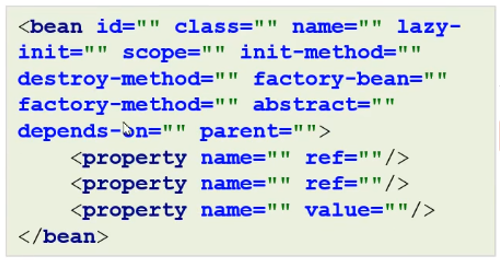 <bean id="" class="" name="" lazy-
init="" scope="" init-method=""
destroy-method="" factory-bean=""
factory-method="" abstract=""
depends-on="" parent="">
    <property name="" ref=""/>
    <property name="" ref=""/>
    <property name="" value=""/>
</bean>